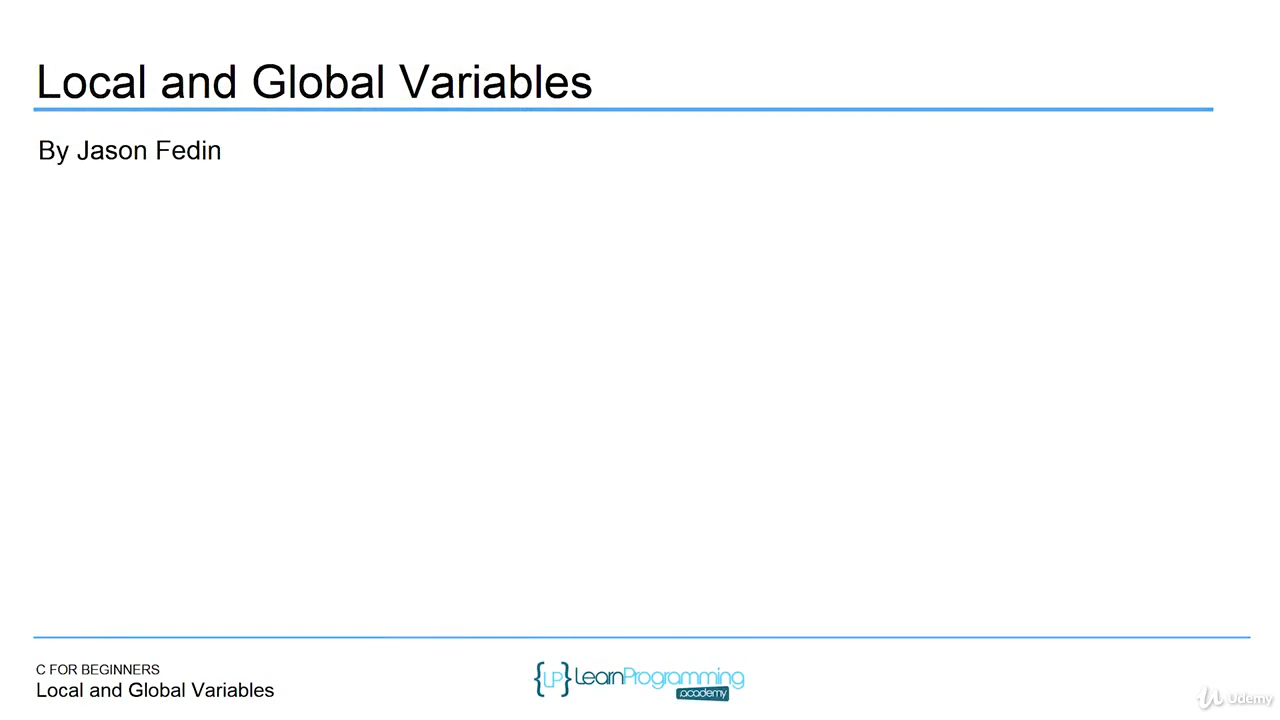 Local and Global Variables
By Jason Fedin
C FOR BEGINNERS
Local and Global Variables
{LP} LearnProgramming
.academy
Udemy